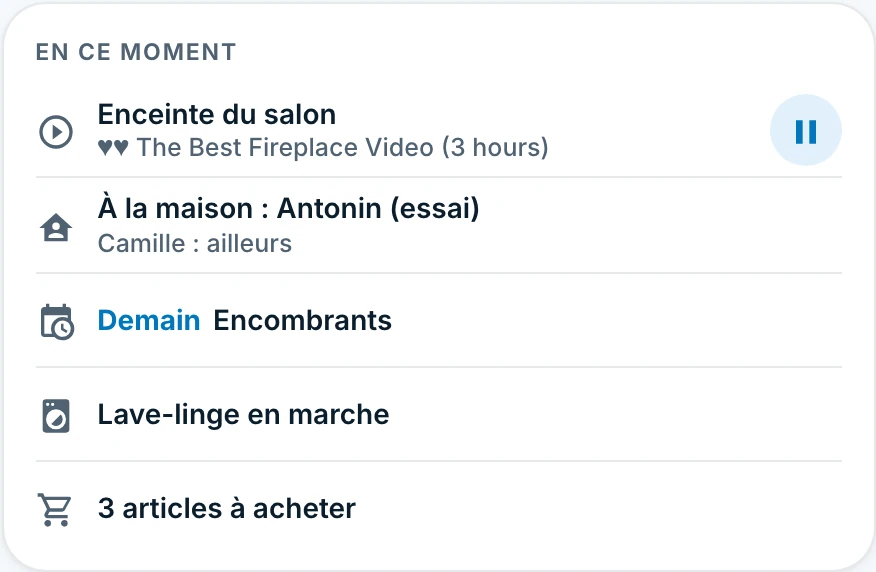 EN CE MOMENT
Enceinte du salon
♥♥ The Best Fireplace Video (3 hours)
À la maison : Antonin (essai)
Camille : ailleurs
Demain Encombrants
Lave-linge en marche
3 articles à acheter